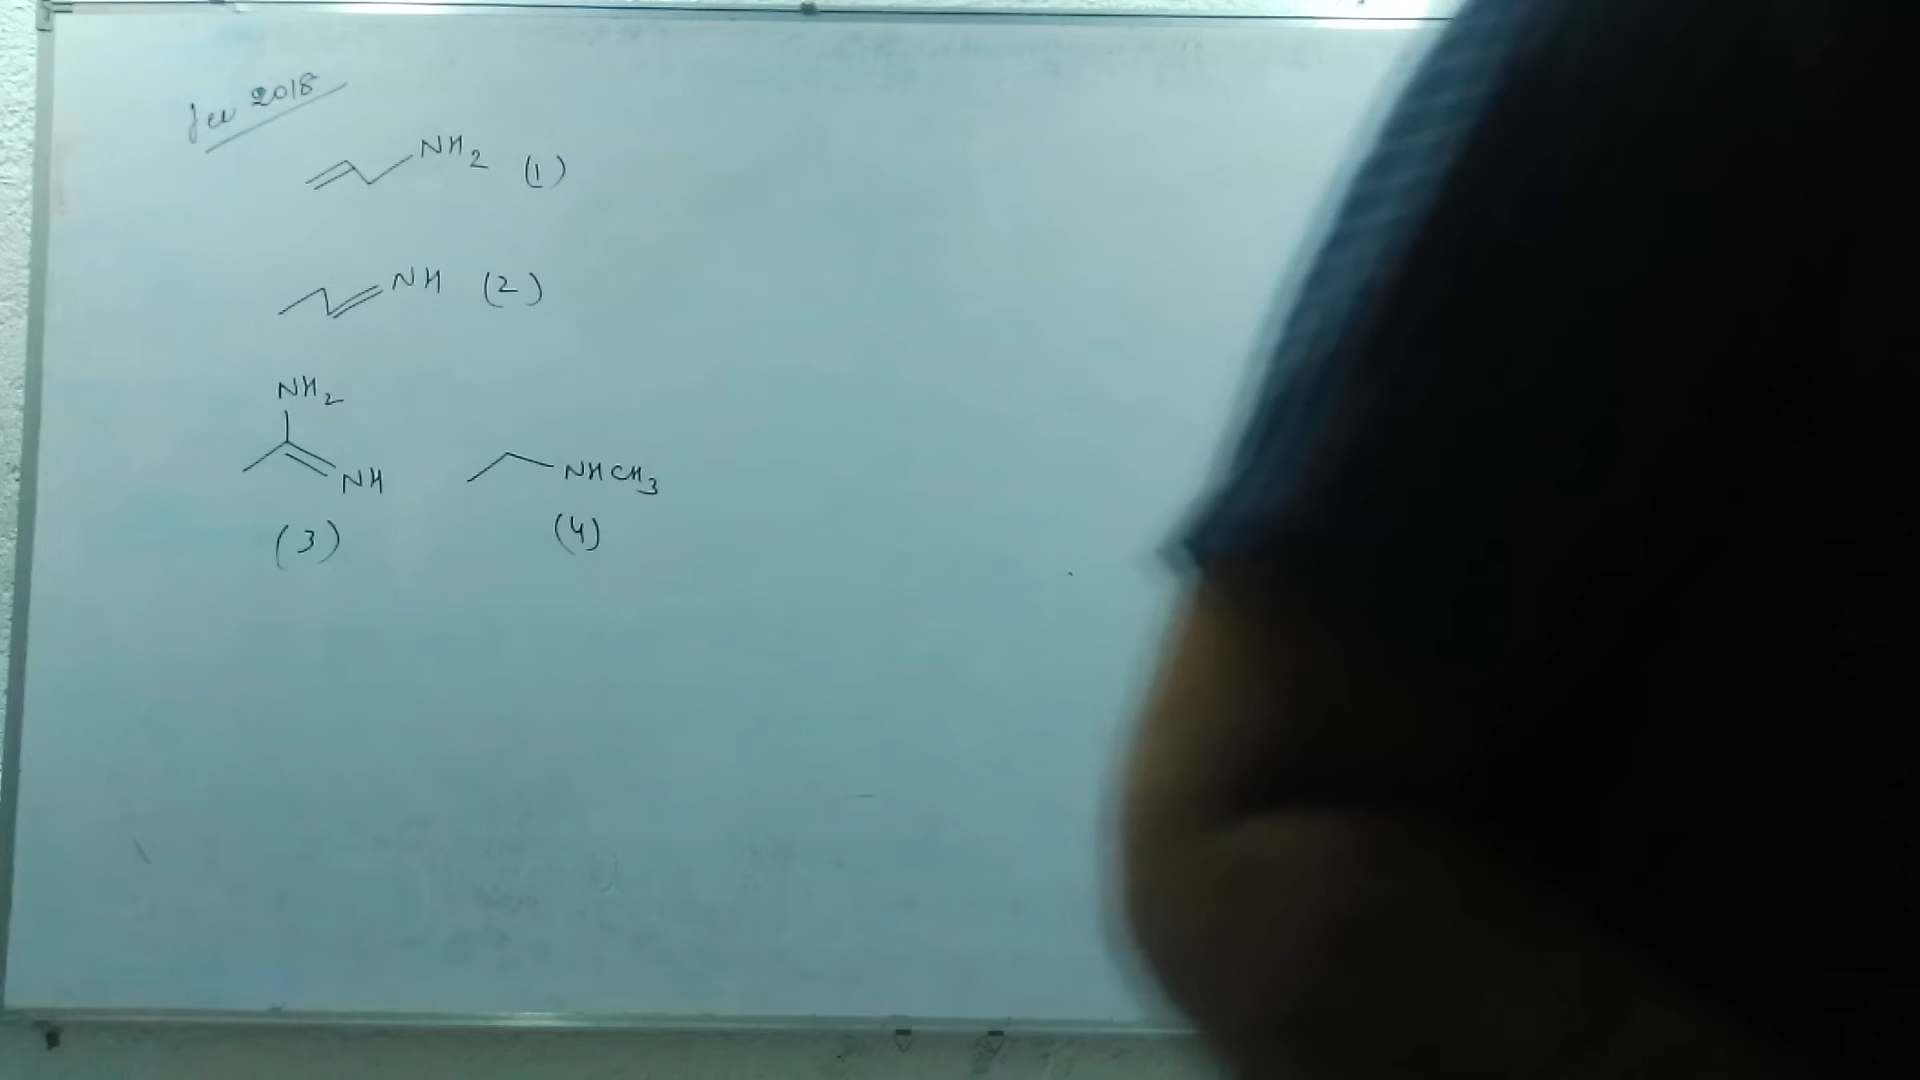 Jee 2018
NH2 (1)
NH (2)
NH2
NH
(3)
NHCH3
(4)